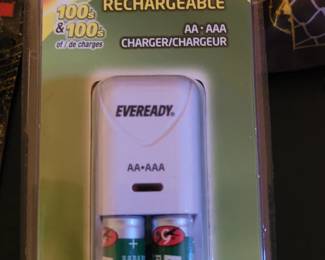 RECHARGEABLE
100s
& 100s
of / de charges
AA • AAA
CHARGER/CHARGEUR
EVEREADY®
AA•AAA